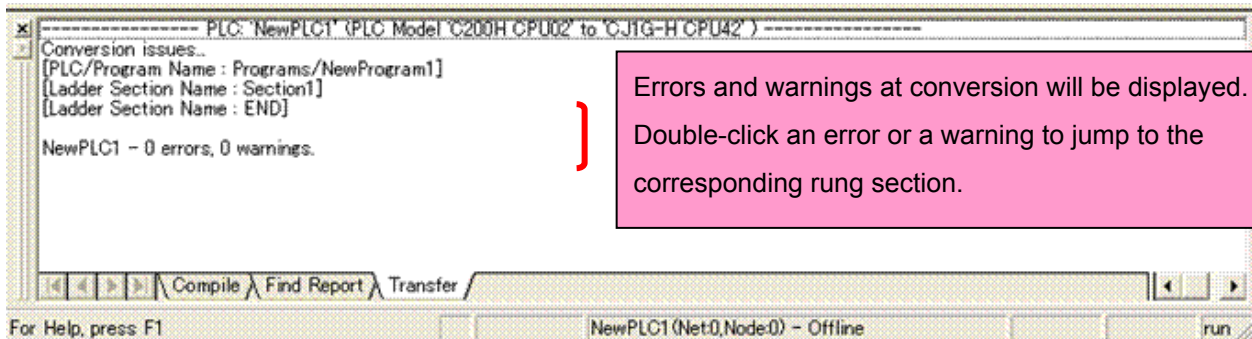 ---------------- PLC: 'NewPLC1' (PLC Model 'C200H CPU02' to 'CJ1G-H CPU42' ) ----------------
Conversion issues..
[PLC/Program Name : Programs/NewProgram1]
[Ladder Section Name : Section1]
[Ladder Section Name : END]
NewPLC1 - 0 errors, 0 warnings.
Errors and warnings at conversion will be displayed.
Double-click an error or a warning to jump to the
corresponding rung section.
Compile Find Report Transfer
For Help, press F1 NewPLC1(Net:0,Node:0) - Offline run